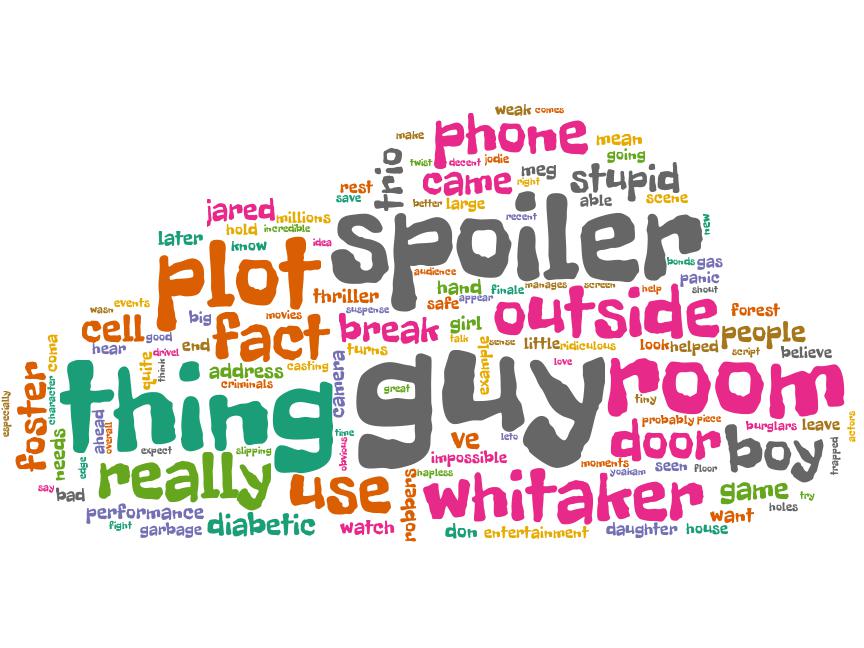 weak comes
make phone mean
trio twist decent jodie going
rest came right meg stupid
save better large able scene
jared millions recent new
hold incredible spoiler
later know idea
plot audience bonds gas
thriller hand finale manages screen help panic
events suspense safe appear shout
wasn big movies outside forest
cell fact break girl little ridiculous look helped people
good talk sense script
hear drivel end turns example believe
foster coma quite think address casting love
criminals camera great
especially character thing guy room
tiny
needs ahead overall time probably piece burglars leave actors
edge expect slipping obvious ve leto door boy trapped
impossible moments seen floor
say bad really use robbers hapless yoakam
whitaker game try
performance want holes
fight garbage diabetic watch don entertainment daughter house